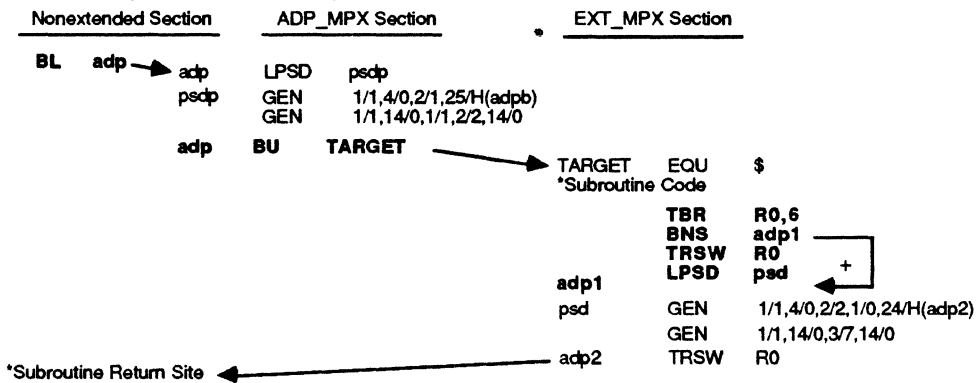 Nonextended Section ADP_MPX Section * EXT_MPX Section
BL adp
adp LPSD psdp
psdp GEN 1/1,4/0,2/1,25/H(adpb)
GEN 1/1,14/0,1/1,2/2,14/0
adp BU TARGET
TARGET EQU $
*Subroutine Code
TBR R0,6
BNS adp1
TRSW R0
+
adp1 LPSD psd
psd GEN 1/1,4/0,2/2,1/0,24/H(adp2)
GEN 1/1,14/0,3/7,14/0
adp2 TRSW R0
*Subroutine Return Site